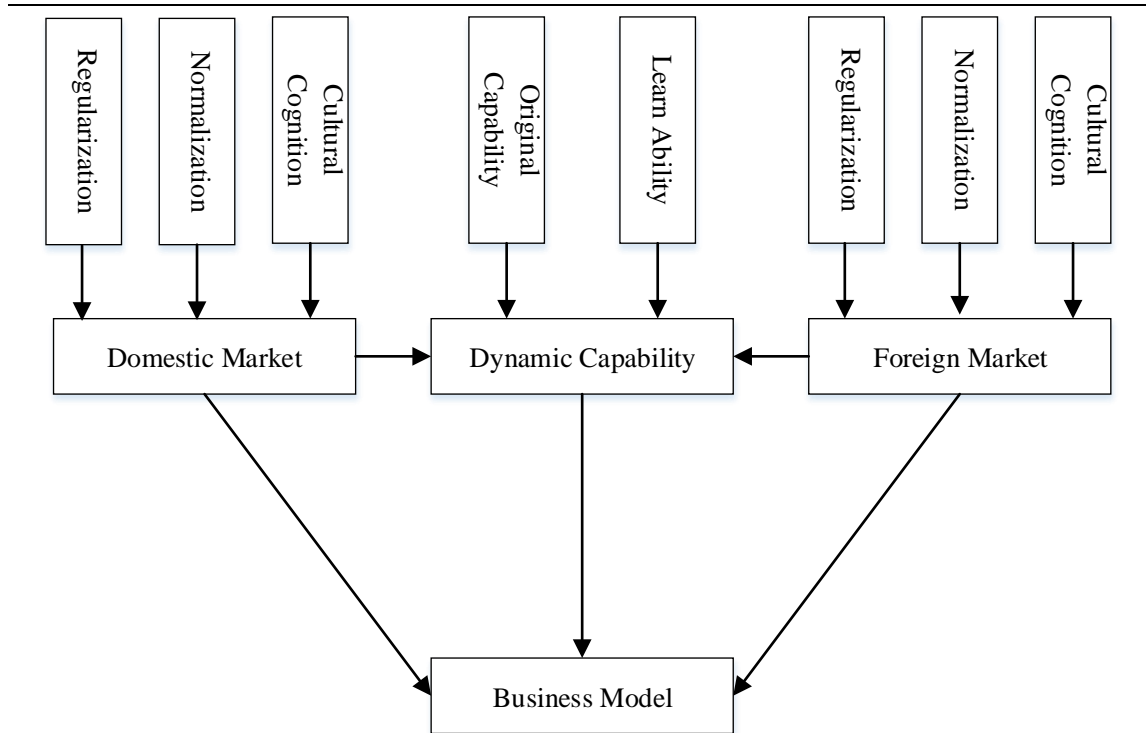 Regularization
Normalization
Cultural
Cognition
Original
Capability
Learn Ability
Regularization
Normalization
Cultural
Cognition
Domestic Market
Dynamic Capability
Foreign Market
Business Model